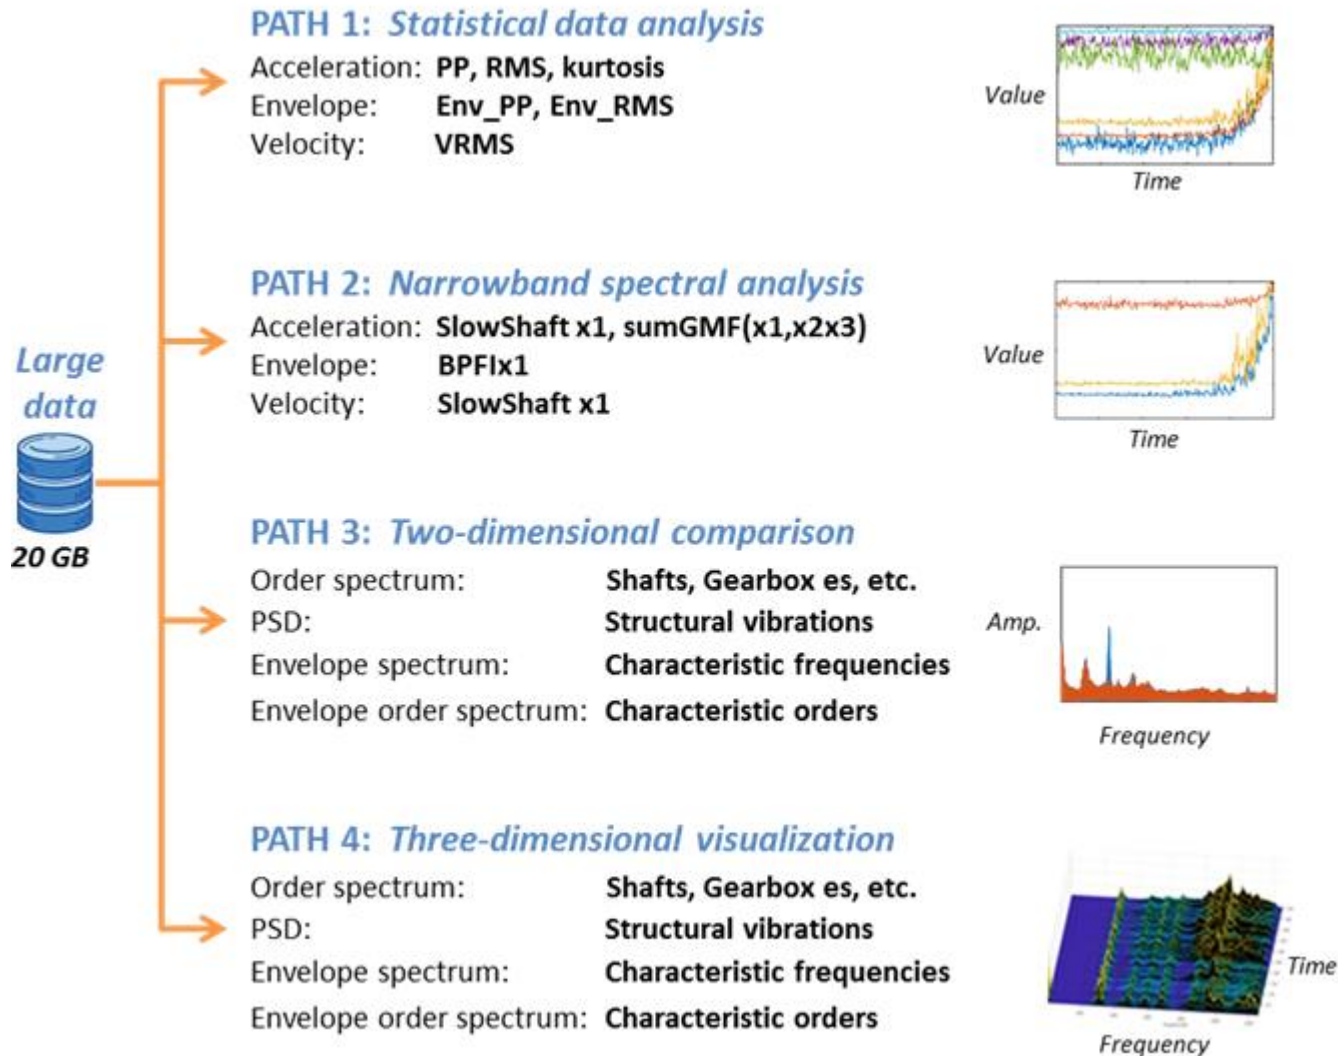 PATH 1: Statistical data analysis
Acceleration: PP, RMS, kurtosis
Envelope: Env_PP, Env_RMS
Velocity: VRMS
Value
Time
PATH 2: Narrowband spectral analysis
Acceleration: SlowShaft x1, sumGMF(x1,x2x3)
Envelope: BPFIx1
Velocity: SlowShaft x1
Value
Time
Large
data
20 GB
PATH 3: Two-dimensional comparison
Order spectrum: Shafts, Gearbox es, etc.
PSD: Structural vibrations
Envelope spectrum: Characteristic frequencies
Envelope order spectrum: Characteristic orders
Amp.
Frequency
PATH 4: Three-dimensional visualization
Order spectrum: Shafts, Gearbox es, etc.
PSD: Structural vibrations
Envelope spectrum: Characteristic frequencies
Envelope order spectrum: Characteristic orders
Time
Frequency